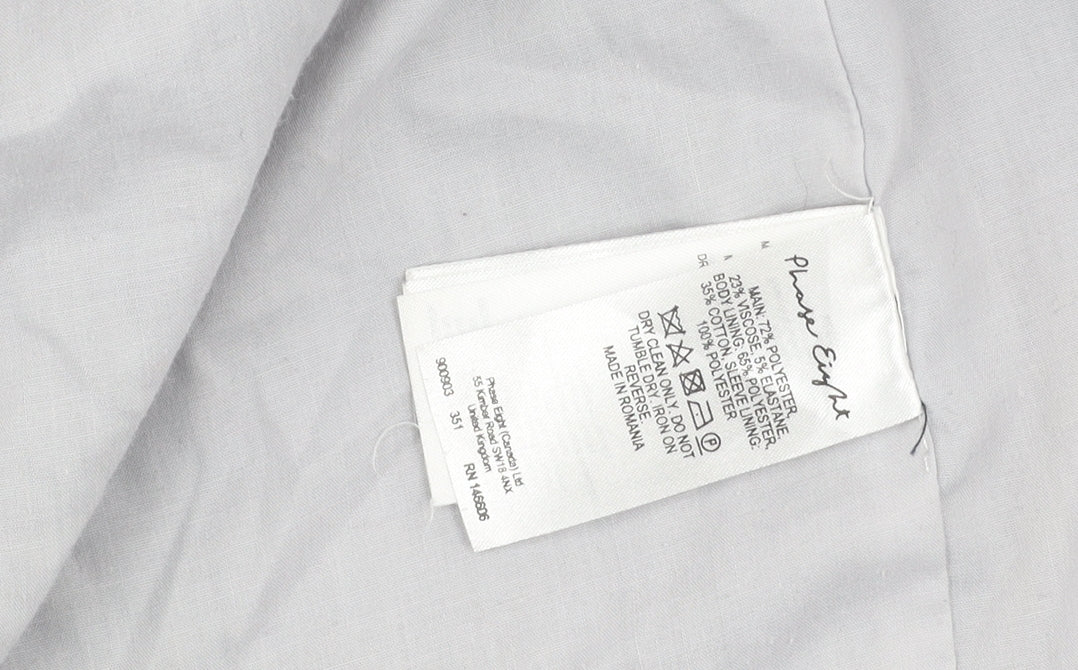 Phase Eight
MAIN: 72% POLYESTER,
23% VISCOSE, 5% ELASTANE.
BODY LINING: 65% POLYESTER,
35% COTTON, SLEEVE LINING:
100% POLYESTER
P
DRY CLEAN ONLY. DO NOT
TUMBLE DRY. IRON ON
REVERSE.
MADE IN ROMANIA
Phase Eight (Canada) Ltd
55 Kimber Road SW18 4NX
United Kingdom
900903 351 RN 145606
M
DR